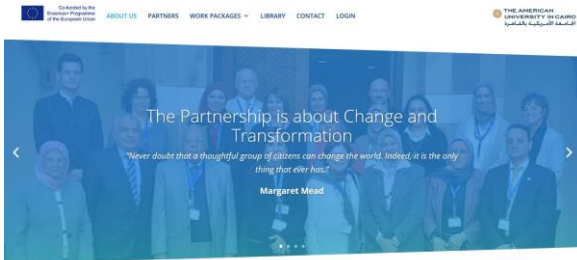 Co-funded by the
Erasmus+ Programme
of the European Union
ABOUT US PARTNERS WORK PACKAGES LIBRARY CONTACT LOGIN
THE AMERICAN
UNIVERSITY IN CAIRO
الجامعة الأمريكية بالقاهرة
The Partnership is about Change and
Transformation
"Never doubt that a thoughtful group of citizens can change the world. Indeed, it is the only
thing that ever has."
Margaret Mead